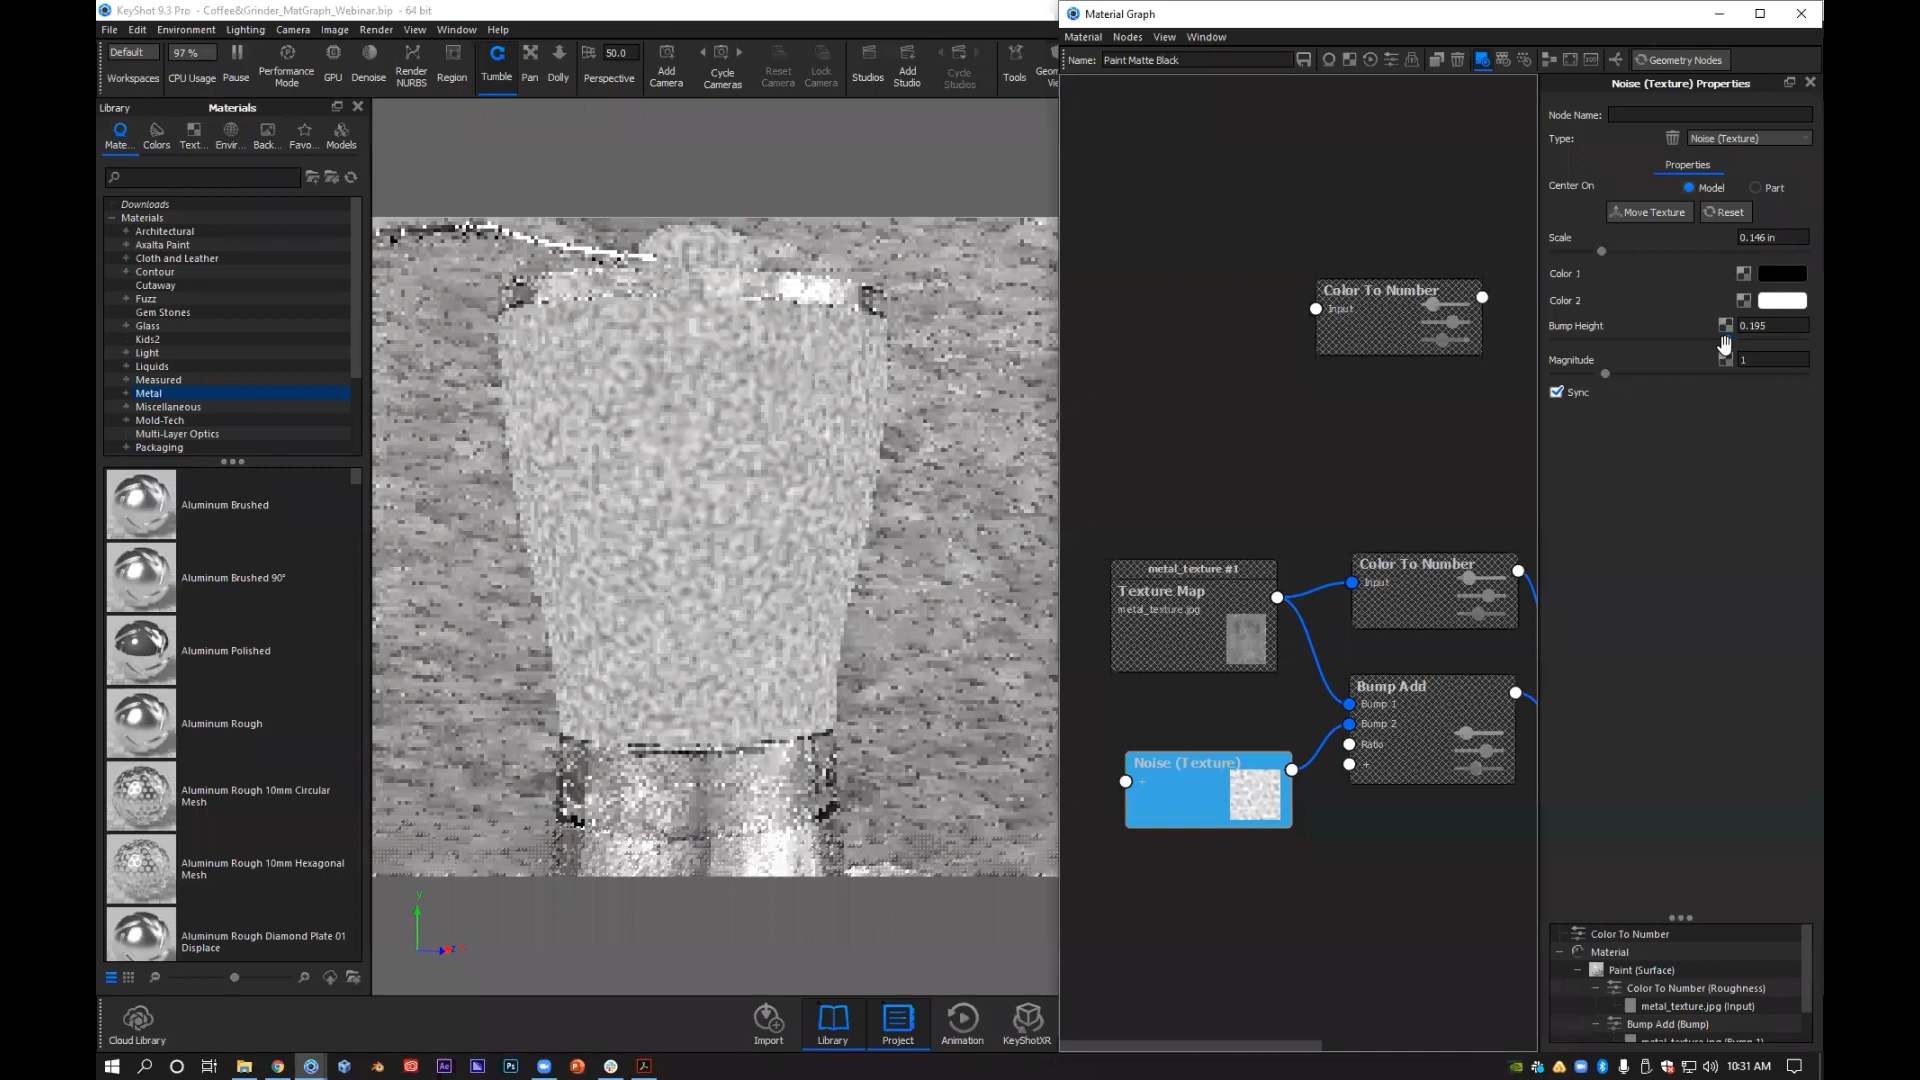 KeyShot 9.3 Pro - Coffee&Grinder_MatGraph_Webinar.bip - 64 bit
File Edit Environment Lighting Camera Image Render View Window Help
Default 97 % 50.0
Workspaces CPU Usage Pause Performance Mode GPU Denoise Render NURBS Region Tumble Pan Dolly Perspective Add Camera Cycle Cameras Reset Camera Lock Camera Studios Add Studio Cycle Studios Tools
Library Materials
Mate... Colors Text... Envir... Back... Favo... Models
Downloads
Materials
Architectural
Axalta Paint
Cloth and Leather
Contour
Cutaway
Fuzz
Gem Stones
Glass
Kids2
Light
Liquids
Measured
Metal
Miscellaneous
Mold-Tech
Multi-Layer Optics
Packaging
Aluminum Brushed
Aluminum Brushed 90°
Aluminum Polished
Aluminum Rough
Aluminum Rough 10mm Circular
Mesh
Aluminum Rough 10mm Hexagonal
Mesh
Aluminum Rough Diamond Plate 01
Displace
y
z
Cloud Library
Import Library Project Animation KeyShotXR
Material Graph
Material Nodes View Window
Name: Paint Matte Black Geometry Nodes
Color To Number
Input
metal_texture #1
Texture Map
metal_texture.jpg
Color To Number
Input
Bump Add
Bump 1
Bump 2
Ratio
+
Noise (Texture)
+
Noise (Texture) Properties
Node Name:
Type: Noise (Texture)
Properties
Center On Model Part
Move Texture Reset
Scale 0.146 in
Color 1
Color 2
Bump Height 0.195
Magnitude 1
Sync
Color To Number
Material
Paint (Surface)
Color To Number (Roughness)
metal_texture.jpg (Input)
Bump Add (Bump)
10:31 AM